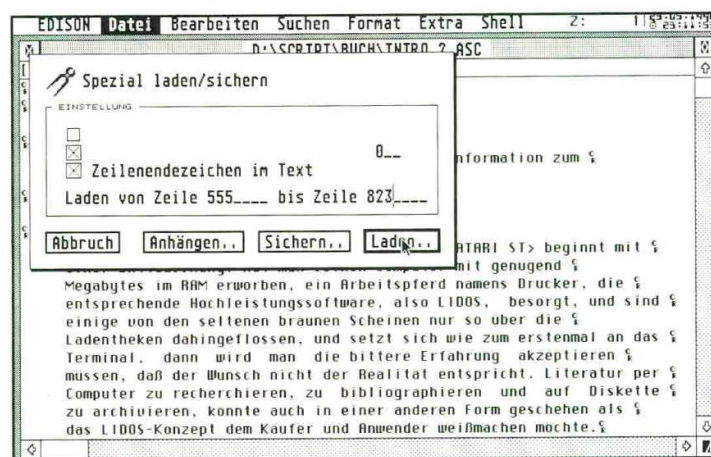 EDISON Datei Bearbeiten Suchen Format Extra Shell Z: 1
D:\SCRIPT\BUCH\INTRO_2.ASC
Spezial laden/sichern
EINSTELLUNG
0__
Zeilenendezeichen im Text
Laden von Zeile 555____ bis Zeile 823____
Abbruch Anhängen.. Sichern.. Laden..
nformation zum
ATARI ST> beginnt mit
mit genugend
Megabytes im RAM erworben, ein Arbeitspferd namens Drucker, die
entsprechende Hochleistungssoftware, also LIDOS, besorgt, und sind
einige von den seltenen braunen Scheinen nur so uber die
Ladentheken dahingeflossen, und setzt sich wie zum erstenmal an das
Terminal, dann wird man die bittere Erfahrung akzeptieren
mussen, daß der Wunsch nicht der Realitat entspricht. Literatur per
Computer zu recherchieren, zu bibliographieren und auf Diskette
zu archivieren, konnte auch in einer anderen Form geschehen als
das LIDOS-Konzept dem Kaufer und Anwender weißmachen mochte.